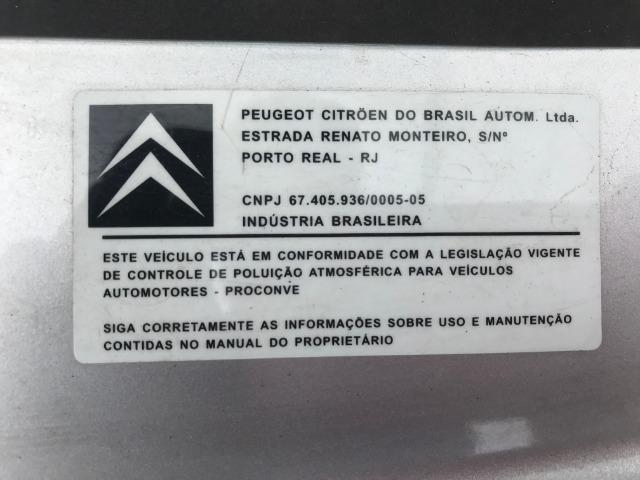 PEUGEOT CITRÖEN DO BRASIL AUTOM. Ltda.
ESTRADA RENATO MONTEIRO, S/Nº
PORTO REAL - RJ
CNPJ 67.405.936/0005-05
INDÚSTRIA BRASILEIRA
ESTE VEÍCULO ESTÁ EM CONFORMIDADE COM A LEGISLAÇÃO VIGENTE
DE CONTROLE DE POLUIÇÃO ATMOSFÉRICA PARA VEÍCULOS
AUTOMOTORES - PROCONVE
SIGA CORRETAMENTE AS INFORMAÇÕES SOBRE USO E MANUTENÇÃO
CONTIDAS NO MANUAL DO PROPRIETÁRIO